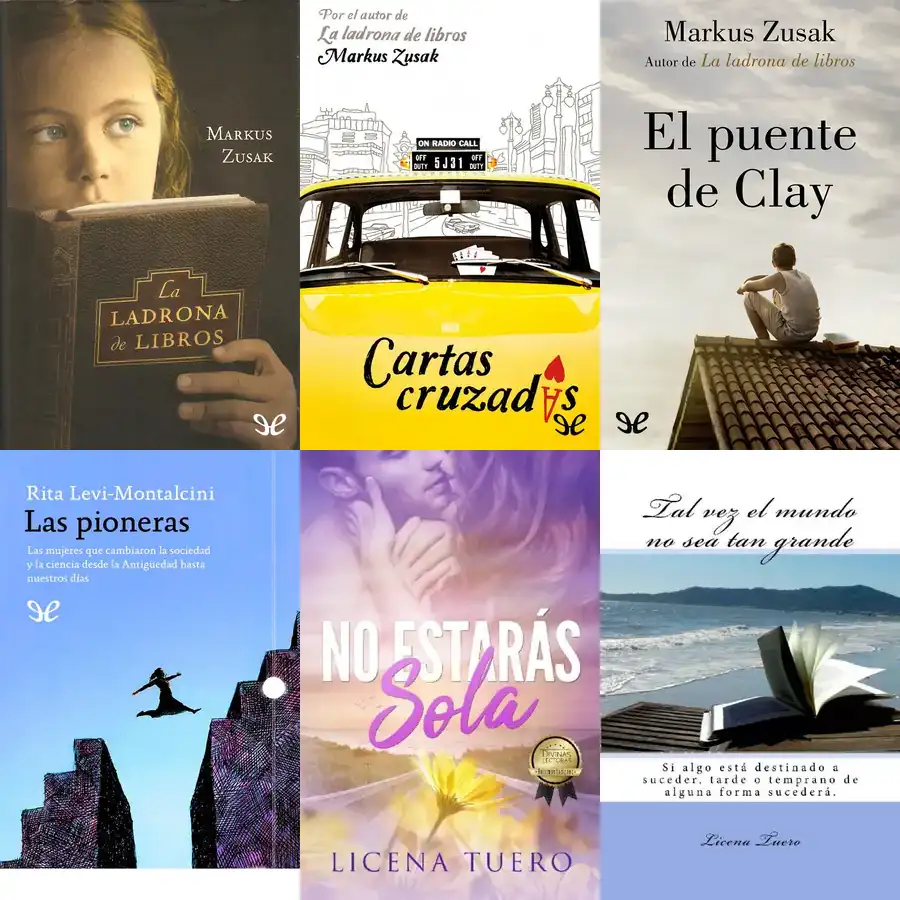 MARKUS
ZUSAK
La
LADRONA
de LIBROS
Por el autor de
La ladrona de libros
Markus Zusak
ON RADIO CALL
OFF DUTY 5J31 OFF DUTY
Cartas
cruzadas
Markus Zusak
Autor de La ladrona de libros
El puente
de Clay
Rita Levi-Montalcini
Las pioneras
Las mujeres que cambiaron la sociedad
y la ciencia desde la Antigüedad hasta
nuestros días
NO ESTARÁS
Sola
DIVINAS
LECTORAS
LICENA TUERO
Tal vez el mundo
no sea tan grande
Si algo está destinado a
suceder, tarde o temprano de
alguna forma sucederá.
Licena Tuero